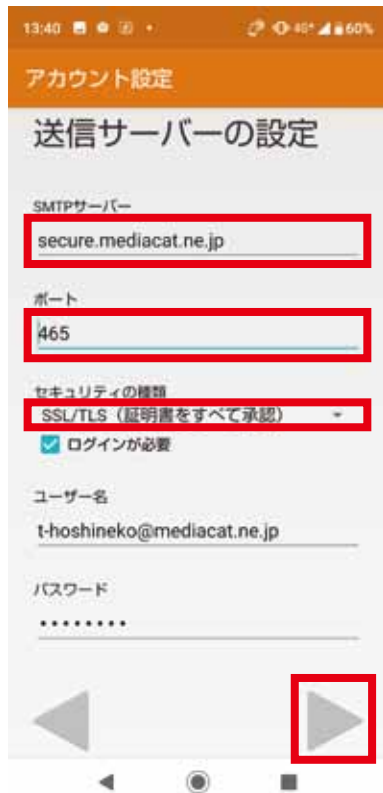 13:40 4G+ 60%
アカウント設定
送信サーバーの設定
SMTPサーバー
secure.mediacat.ne.jp
ポート
465
セキュリティの種類
SSL/TLS（証明書をすべて承認）
ログインが必要
ユーザー名
t-hoshineko@mediacat.ne.jp
パスワード
••••••••